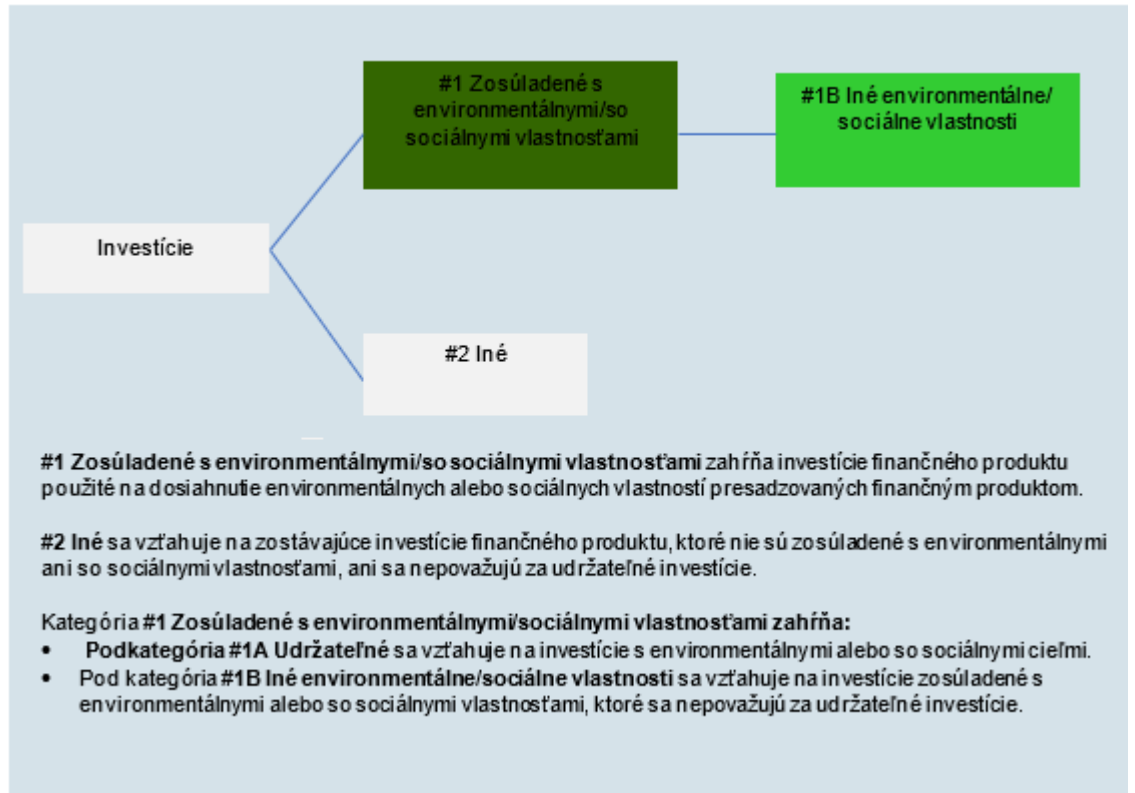 #1 Zosúladené s
environmentálnymi/so
sociálnymi vlastnosťami
#1B Iné environmentálne/
sociálne vlastnosti
Investície
#2 Iné
#1 Zosúladené s environmentálnymi/so sociálnymi vlastnosťami zahŕňa investície finančného produktu
použité na dosiahnutie environmentálnych alebo sociálnych vlastností presadzovaných finančným produktom.
#2 Iné sa vzťahuje na zostávajúce investície finančného produktu, ktoré nie sú zosúladené s environmentálnymi
ani so sociálnymi vlastnosťami, ani sa nepovažujú za udržateľné investície.
Kategória #1 Zosúladené s environmentálnymi/sociálnymi vlastnosťami zahŕňa:
• Podkategória #1A Udržateľné sa vzťahuje na investície s environmentálnymi alebo so sociálnymi cieľmi.
• Pod kategória #1B Iné environmentálne/sociálne vlastnosti sa vzťahuje na investície zosúladené s
environmentálnymi alebo so sociálnymi vlastnosťami, ktoré sa nepovažujú za udržateľné investície.